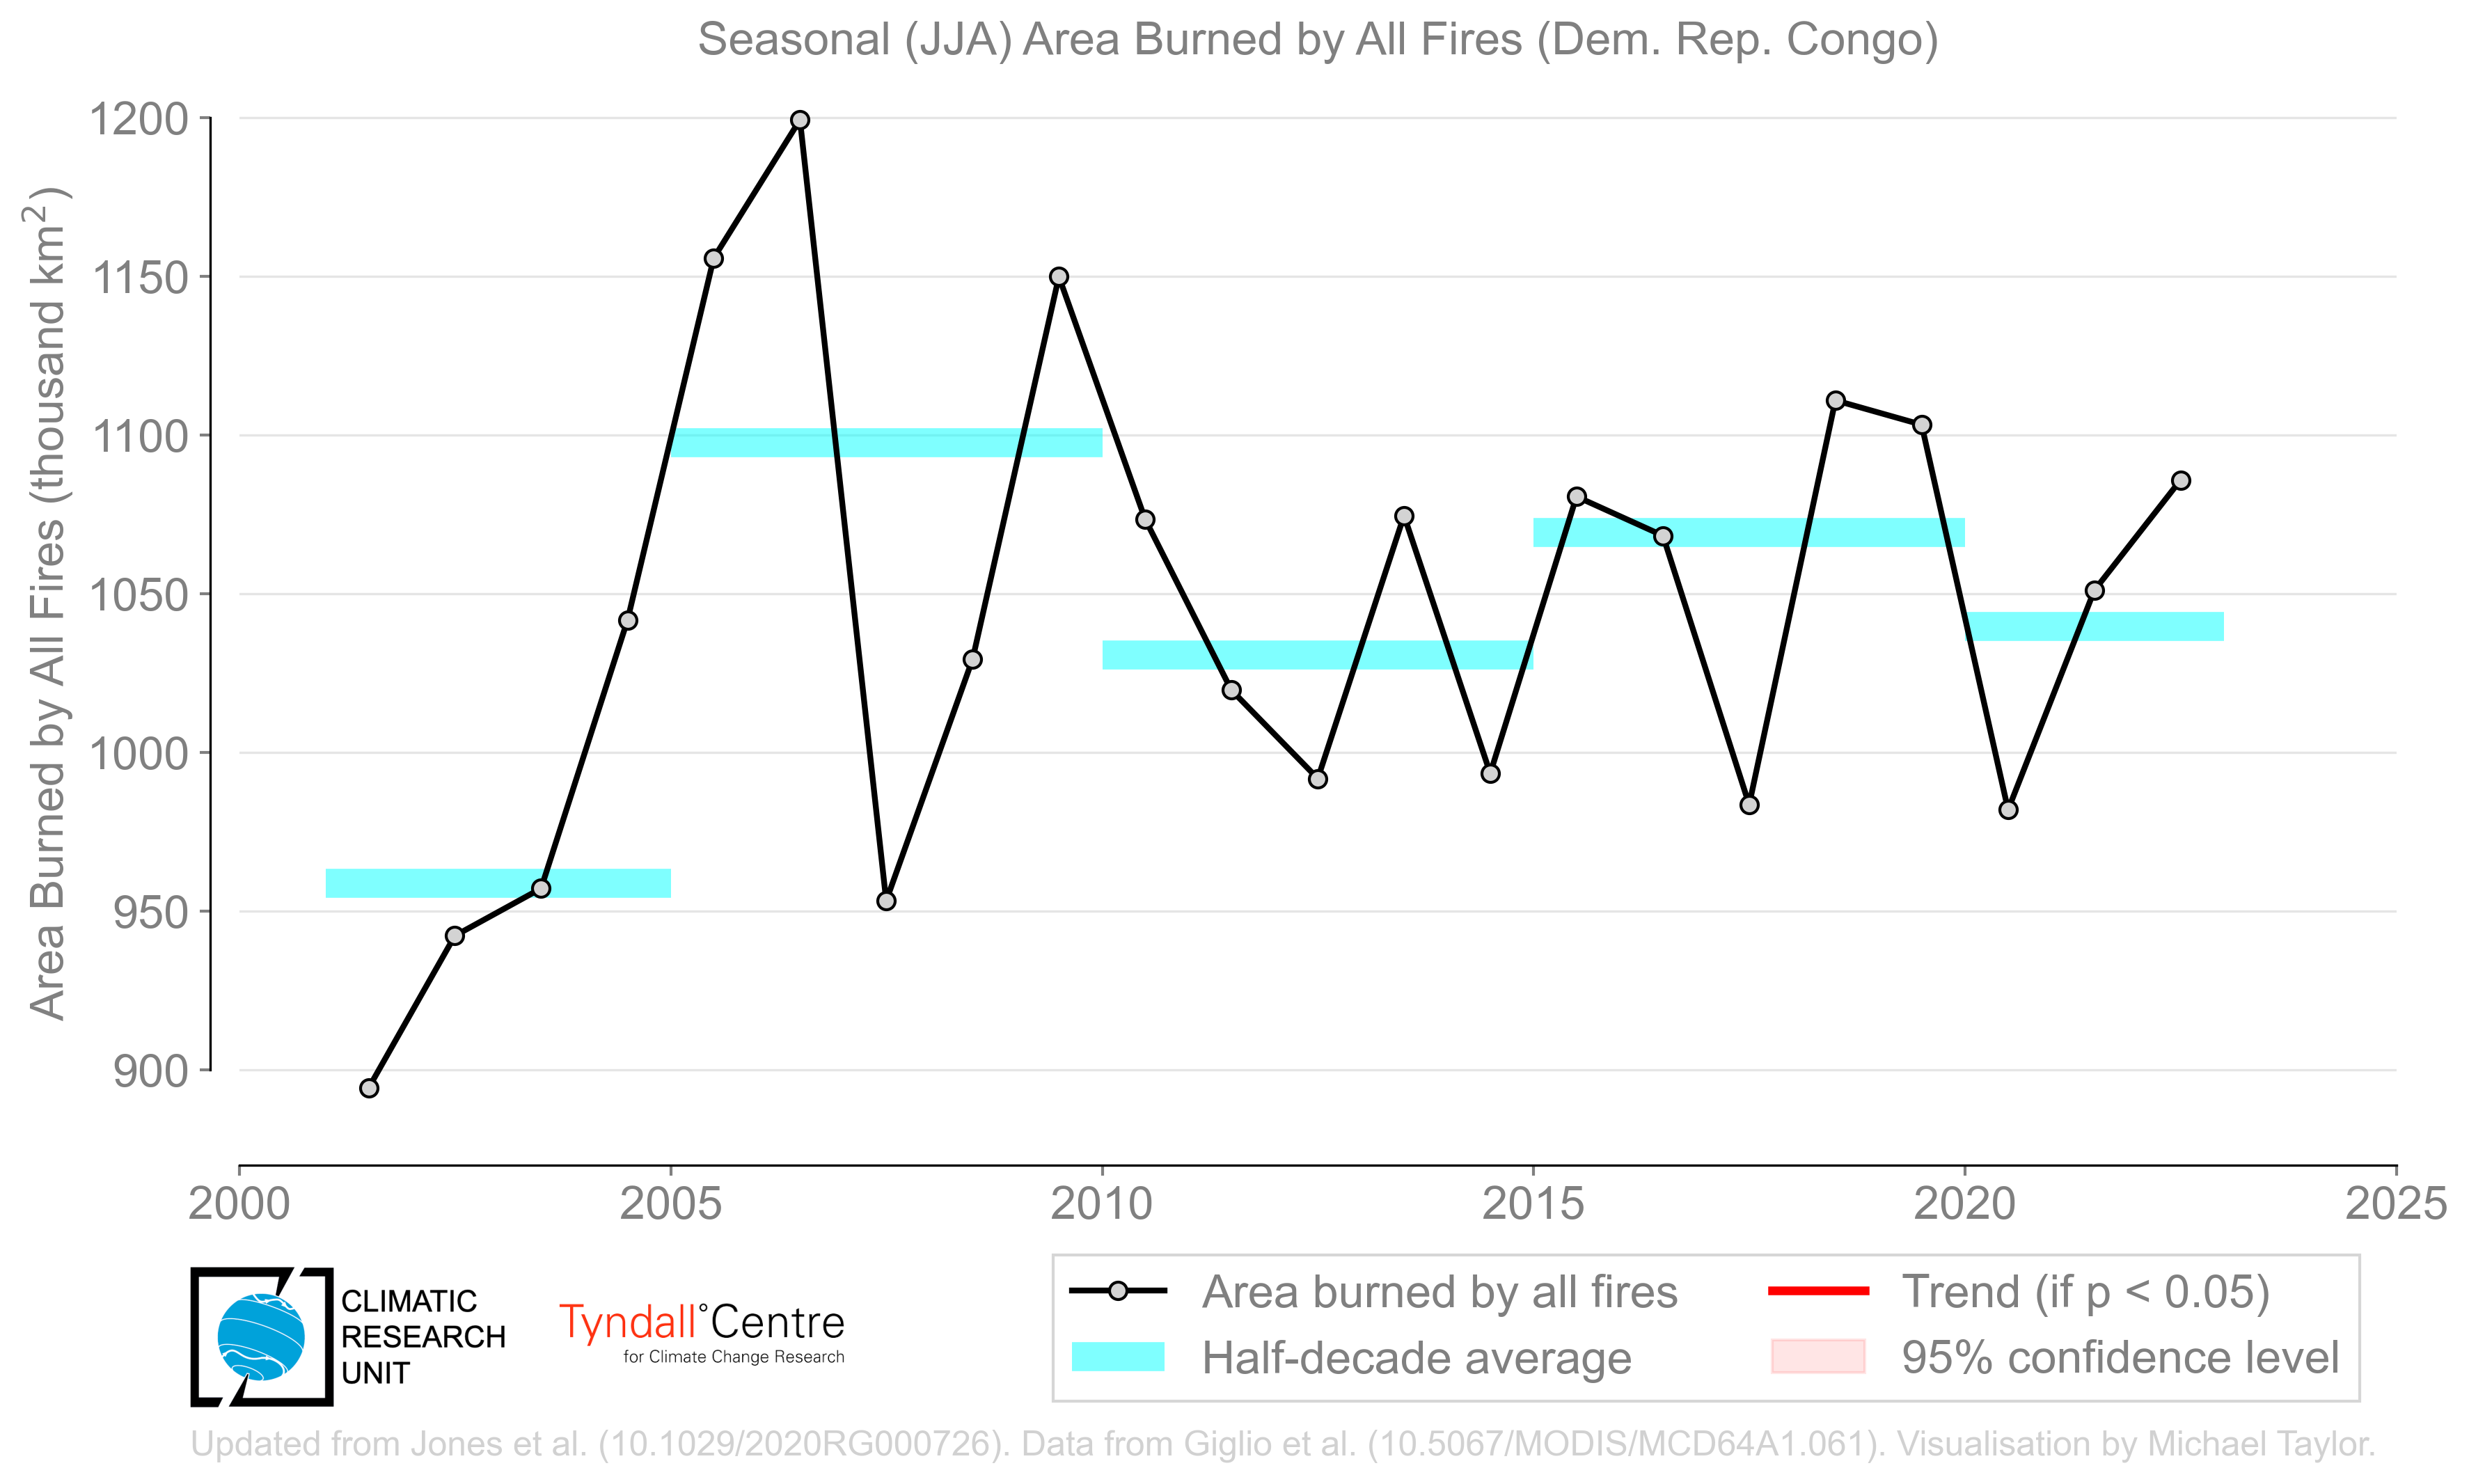 Seasonal (JJA) Area Burned by All Fires (Dem. Rep. Congo)
Area Burned by All Fires (thousand km²)
1200
1150
1100
1050
1000
950
900
2000 2005 2010 2015 2020 2025
CLIMATIC
RESEARCH
UNIT
Tyndall°Centre
for Climate Change Research
Area burned by all fires
Half-decade average
Trend (if p < 0.05)
95% confidence level
Updated from Jones et al. (10.1029/2020RG000726). Data from Giglio et al. (10.5067/MODIS/MCD64A1.061). Visualisation by Michael Taylor.